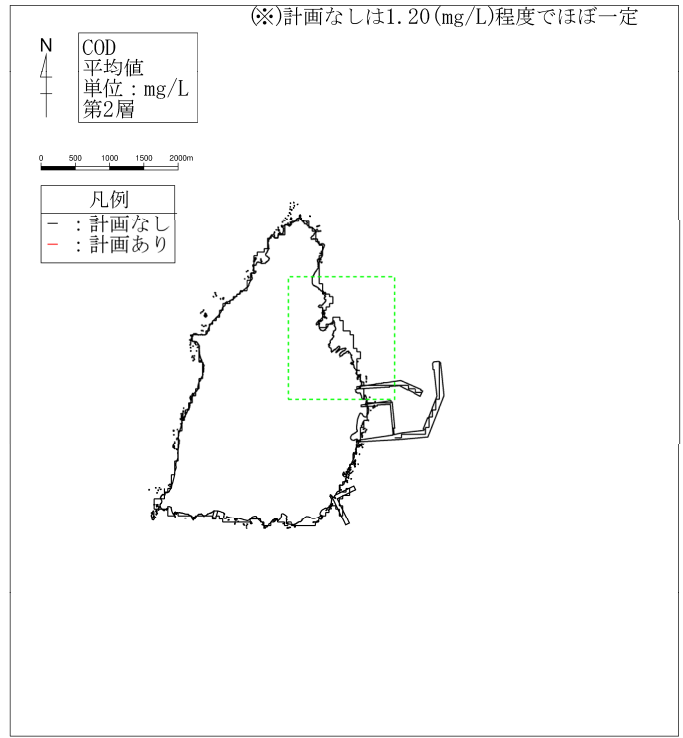 (※)計画なしは1.20(mg/L)程度でほぼ一定
N
COD
平均値
単位：mg/L
第2層
0 500 1000 1500 2000m
凡例
－：計画なし
－：計画あり